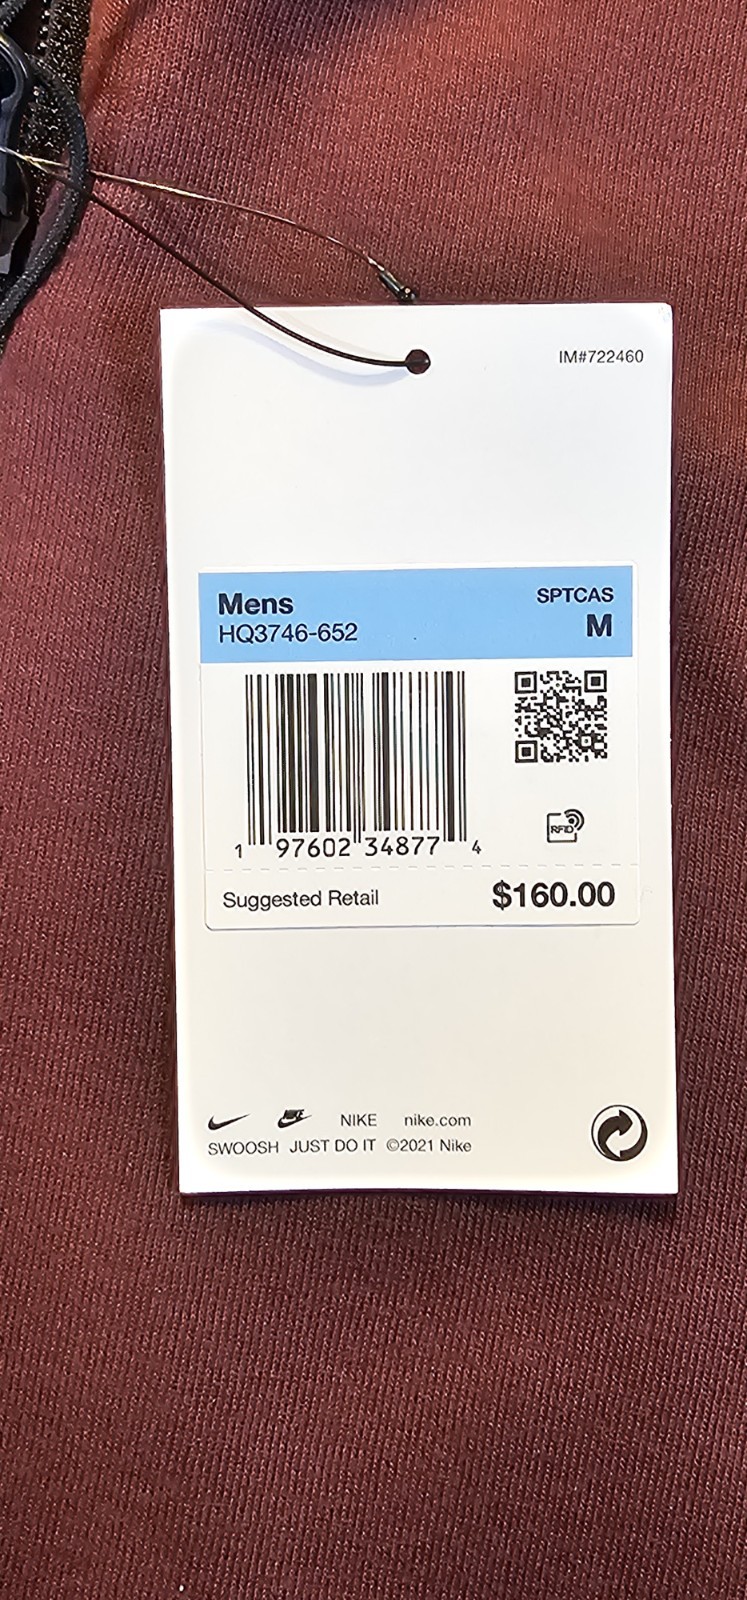 IM#722460
Mens SPTCAS
HQ3746-652 M
RFID
1 97602 34877 4
Suggested Retail $160.00
NIKE nike.com
SWOOSH JUST DO IT ©2021 Nike